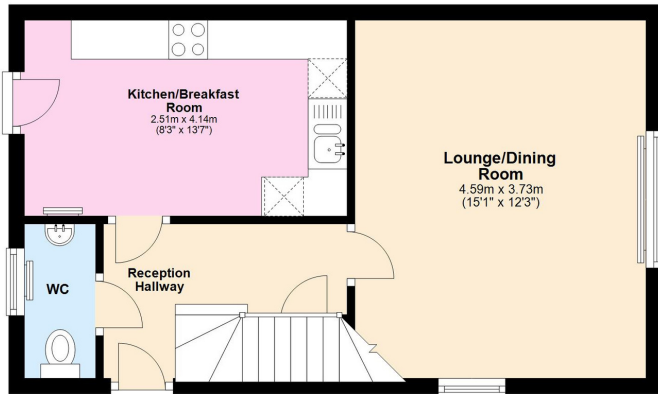 Kitchen/Breakfast
Room
2.51m x 4.14m
(8'3" x 13'7")
Lounge/Dining
Room
4.59m x 3.73m
(15'1" x 12'3")
Reception
Hallway
WC